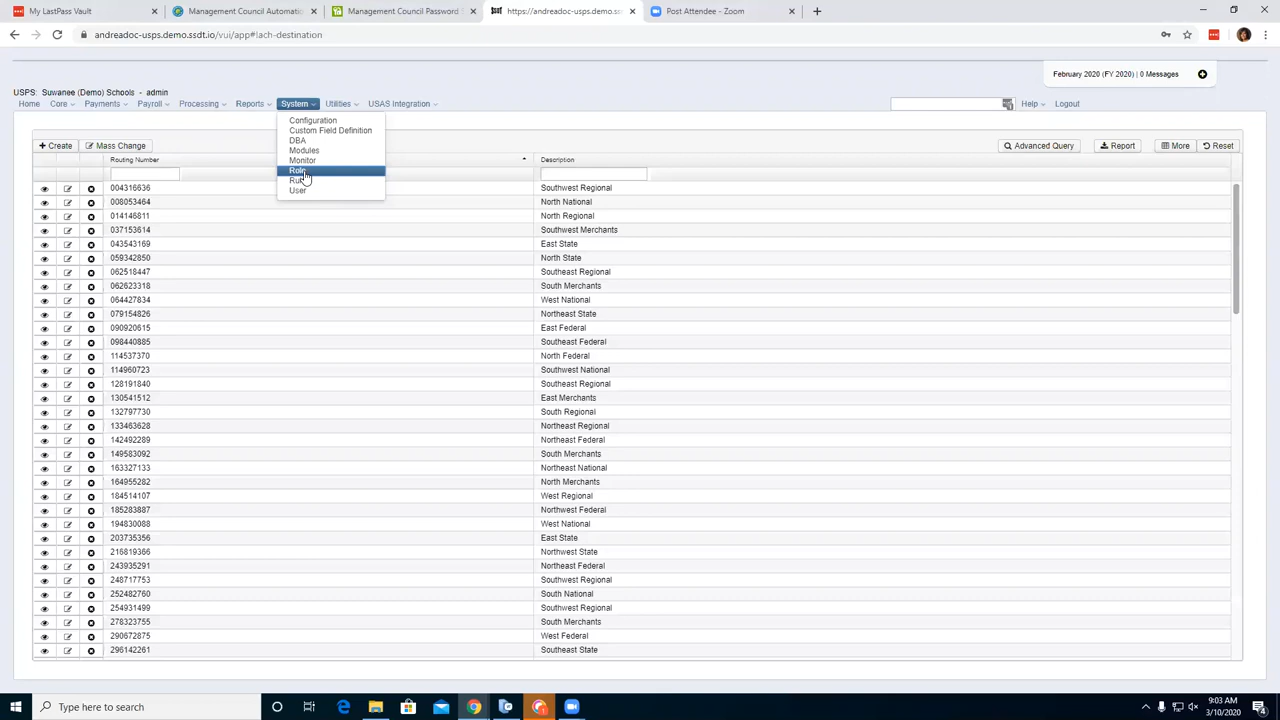 My LastPass Vault
Management Council Automatio
Management Council Password
https://andreadoc-usps.demo.ssdt
Post Attendee - Zoom
andreadoc-usps.demo.ssdt.io/vui/app#lach-destination
February 2020 (FY 2020) | 0 Messages
USPS: Suwanee (Demo) Schools - admin
Home Core Payments Payroll Processing Reports System Utilities USAS Integration Help Logout
Configuration
Custom Field Definition
DBA
Modules
Monitor
Role
User
Create Mass Change Advanced Query Report More Reset
Routing Number Description
004316636 Southwest Regional
008053464 North National
014146811 North Regional
037153614 Southwest Merchants
043543169 East State
059342850 North State
062518447 Southeast Regional
062623318 South Merchants
064427834 West National
079154826 Northeast State
090920615 East Federal
098440885 Southeast Federal
114537370 North Federal
114960723 Southwest National
128191840 Southeast Regional
130541512 East Merchants
132797730 South Regional
133463628 Northeast Regional
142492289 Northeast Federal
149583092 South Merchants
163327133 Northeast National
164955282 North Merchants
184514107 West Regional
185283887 Northwest Federal
194830088 West National
203735356 East State
216819366 Northwest State
243935291 Northeast Federal
248717753 Southwest Regional
252482760 South National
254931499 Southwest Regional
278323755 South Merchants
290672875 West Federal
296142261 Southeast State
Type here to search
9:03 AM
3/10/2020